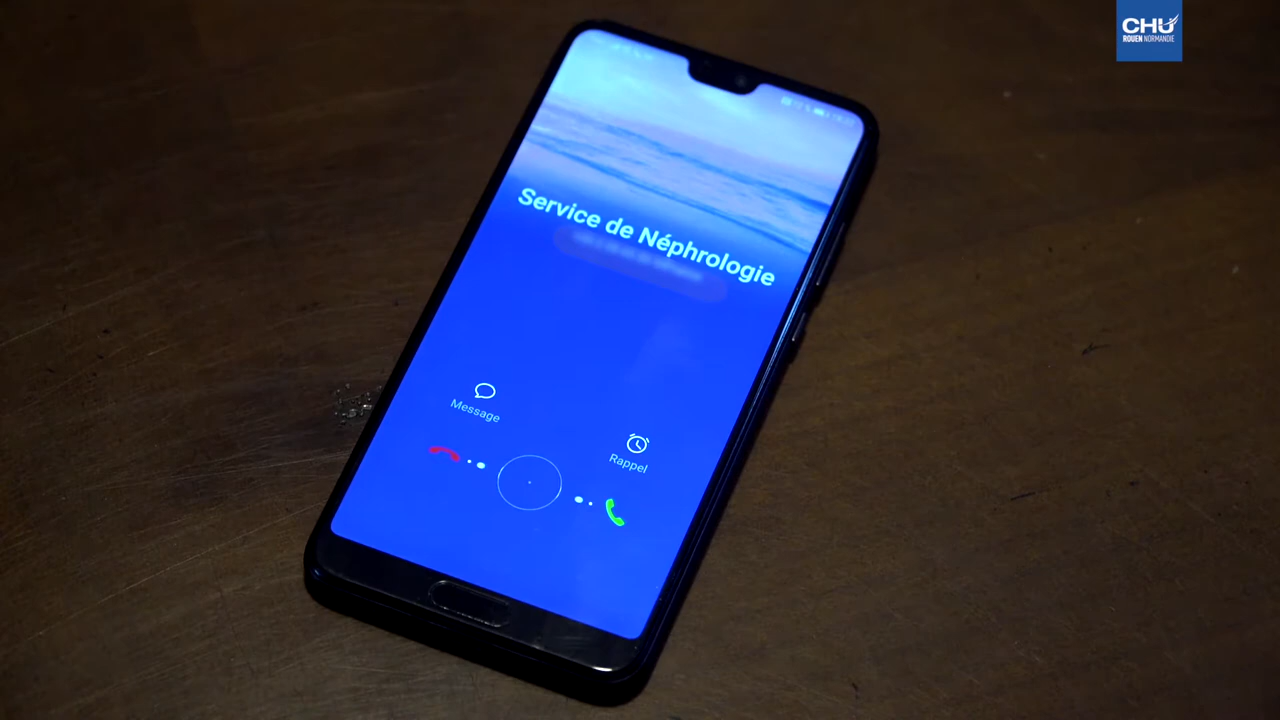 CHU
ROUEN NORMANDIE
Service de Néphrologie
Message
Rappel